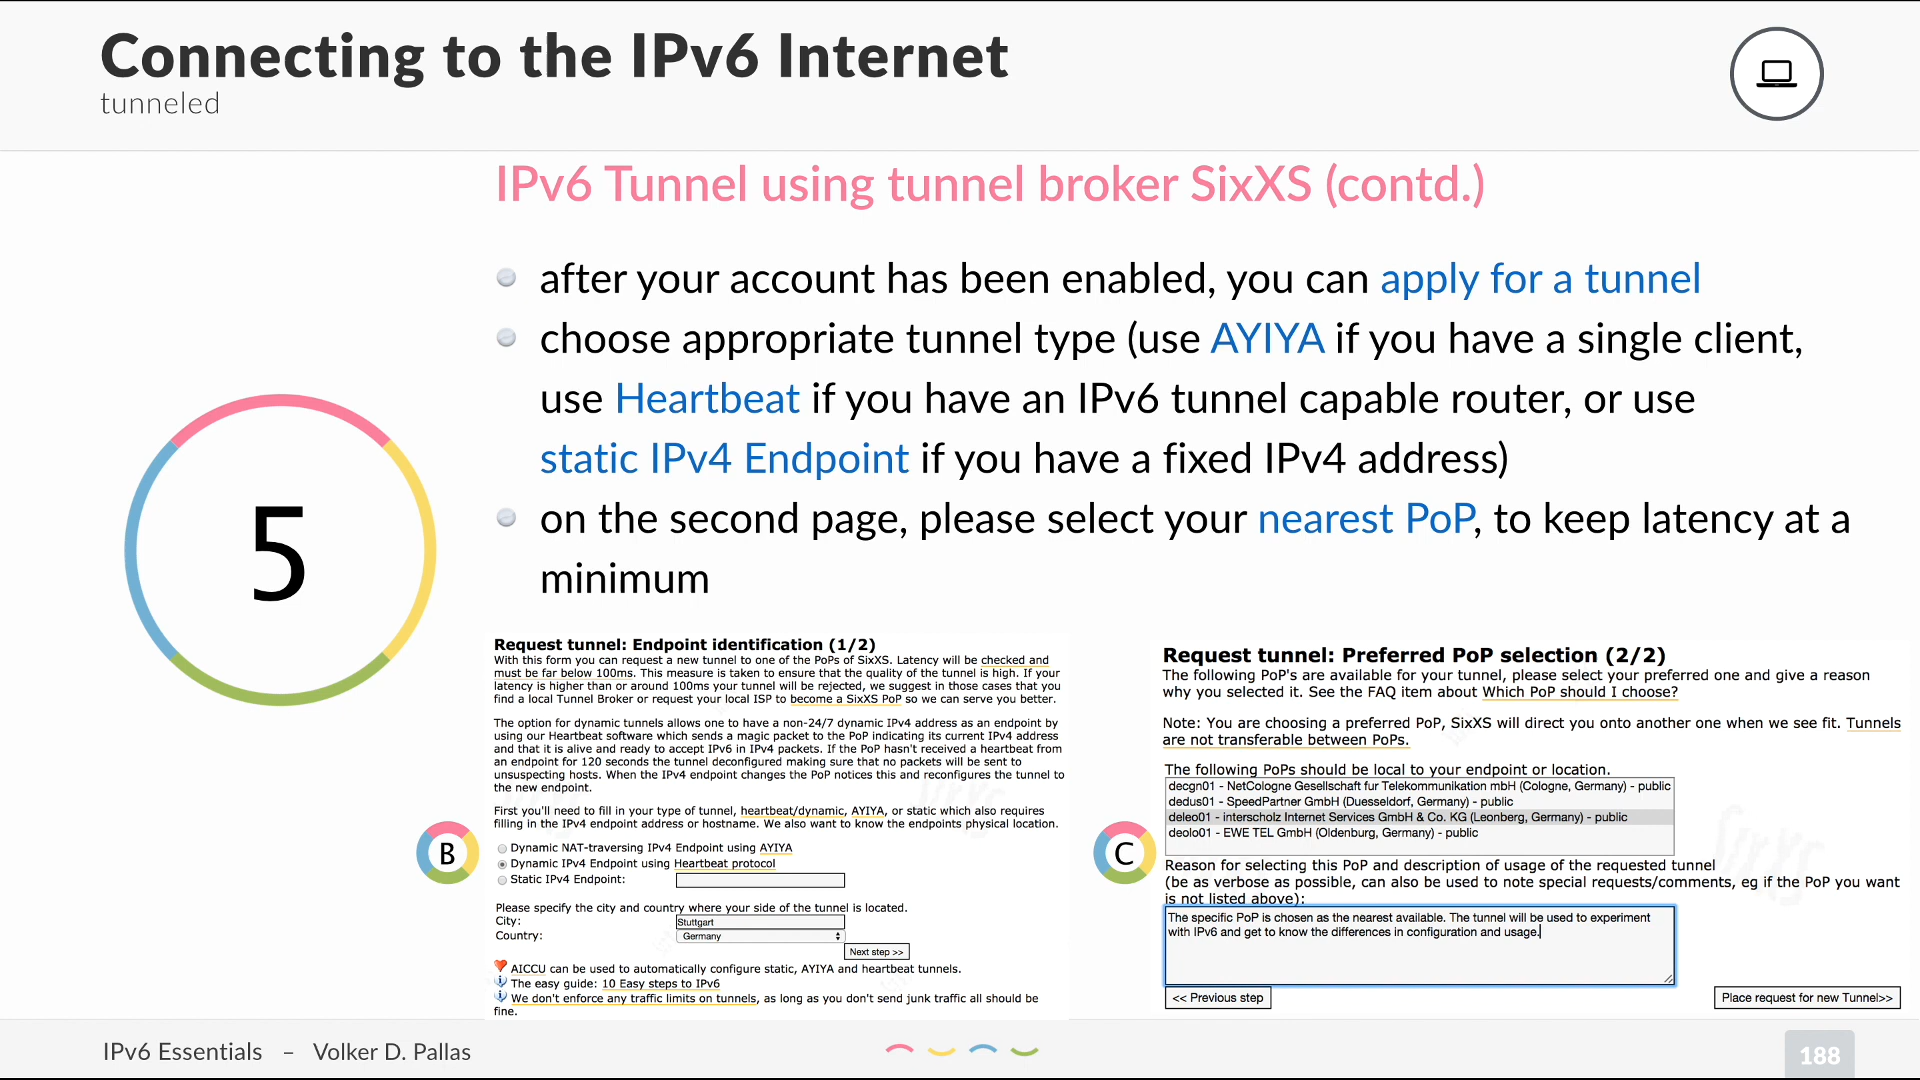 Connecting to the IPv6 Internet
tunneled
IPv6 Tunnel using tunnel broker SixXS (contd.)
after your account has been enabled, you can apply for a tunnel
choose appropriate tunnel type (use AYIYA if you have a single client,
use Heartbeat if you have an IPv6 tunnel capable router, or use
static IPv4 Endpoint if you have a fixed IPv4 address)
on the second page, please select your nearest PoP, to keep latency at a
minimum
5
B
Request tunnel: Endpoint identification (1/2)
With this form you can request a new tunnel to one of the PoPs of SixXS. Latency will be checked and
must be far below 100ms. This measure is taken to ensure that the quality of the tunnel is high. If your
latency is higher than or around 100ms your tunnel will be rejected, we suggest in those cases that you
find a local Tunnel Broker or request your local ISP to become a SixXS PoP so we can serve you better.
The option for dynamic tunnels allows one to have a non-24/7 dynamic IPv4 address as an endpoint by
using our Heartbeat software which sends a magic packet to the PoP indicating its current IPv4 address
and that it is alive and ready to accept IPv6 in IPv4 packets. If the PoP hasn't received a heartbeat from
an endpoint for 120 seconds the tunnel deconfigured making sure that no packets will be sent to
unsuspecting hosts. When the IPv4 endpoint changes the PoP notices this and reconfigures the tunnel to
the new endpoint.
First you'll need to fill in your type of tunnel, heartbeat/dynamic, AYIYA, or static which also requires
filling in the IPv4 endpoint address or hostname. We also want to know the endpoints physical location.
Dynamic NAT-traversing IPv4 Endpoint using AYIYA
Dynamic IPv4 Endpoint using Heartbeat protocol
Static IPv4 Endpoint:
Please specify the city and country where your side of the tunnel is located.
City: Stuttgart
Country: Germany
Next step >>
AICCU can be used to automatically configure static, AYIYA and heartbeat tunnels.
The easy guide: 10 Easy steps to IPv6
We don't enforce any traffic limits on tunnels, as long as you don't send junk traffic all should be
fine.
C
Request tunnel: Preferred PoP selection (2/2)
The following PoP's are available for your tunnel, please select your preferred one and give a reason
why you selected it. See the FAQ item about Which PoP should I choose?
Note: You are choosing a preferred PoP, SixXS will direct you onto another one when we see fit. Tunnels
are not transferable between PoPs.
The following PoPs should be local to your endpoint or location.
decgn01 - NetCologne Gesellschaft fur Telekommunikation mbH (Cologne, Germany) - public
dedus01 - SpeedPartner GmbH (Duesseldorf, Germany) - public
deleo01 - interscholz Internet Services GmbH & Co. KG (Leonberg, Germany) - public
deolo01 - EWE TEL GmbH (Oldenburg, Germany) - public
Reason for selecting this PoP and description of usage of the requested tunnel
(be as verbose as possible, can also be used to note special requests/comments, eg if the PoP you want
is not listed above):
The specific PoP is chosen as the nearest available. The tunnel will be used to experiment
with IPv6 and get to know the differences in configuration and usage.
<< Previous step
Place request for new Tunnel>>
IPv6 Essentials – Volker D. Pallas
188